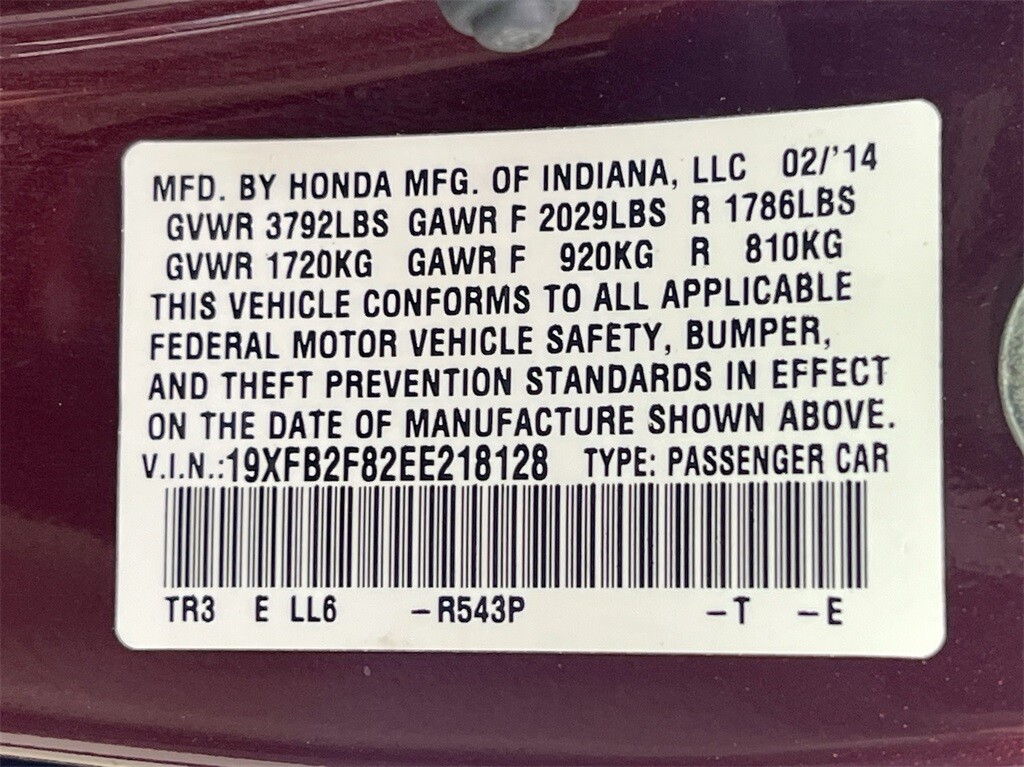 MFD. BY HONDA MFG. OF INDIANA, LLC 02/'14
GVWR 3792LBS GAWR F 2029LBS R 1786LBS
GVWR 1720KG GAWR F 920KG R 810KG
THIS VEHICLE CONFORMS TO ALL APPLICABLE
FEDERAL MOTOR VEHICLE SAFETY, BUMPER,
AND THEFT PREVENTION STANDARDS IN EFFECT
ON THE DATE OF MANUFACTURE SHOWN ABOVE.
V.I.N.:19XFB2F82EE218128 TYPE: PASSENGER CAR
TR3 E LL6 -R543P -T -E